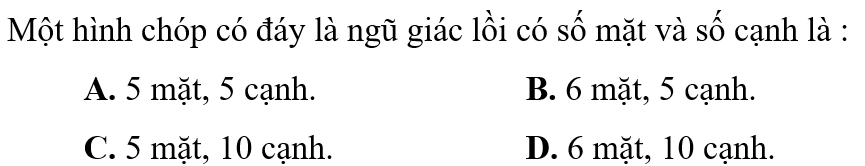 Một hình chóp có đáy là ngũ giác lồi có số mặt và số cạnh là :
A. 5 mặt, 5 cạnh. B. 6 mặt, 5 cạnh.
C. 5 mặt, 10 cạnh. D. 6 mặt, 10 cạnh.